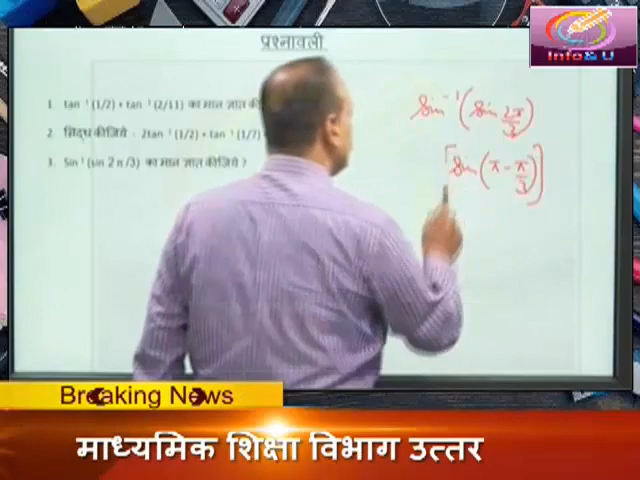 Info & U
प्रश्नावली
1. tan⁻¹ (1/2) + tan⁻¹ (2/11) का मान ज्ञात की
2. सिद्ध कीजिये - 2tan⁻¹ (1/2) + tan⁻¹ (1/7)
3. Sin⁻¹ (sin 2 π /3) का मान ज्ञात कीजिये ?
sin⁻¹ (sin 2π/3)
[sin (π - π/3)]
Breaking News
माध्यमिक शिक्षा विभाग उत्तर